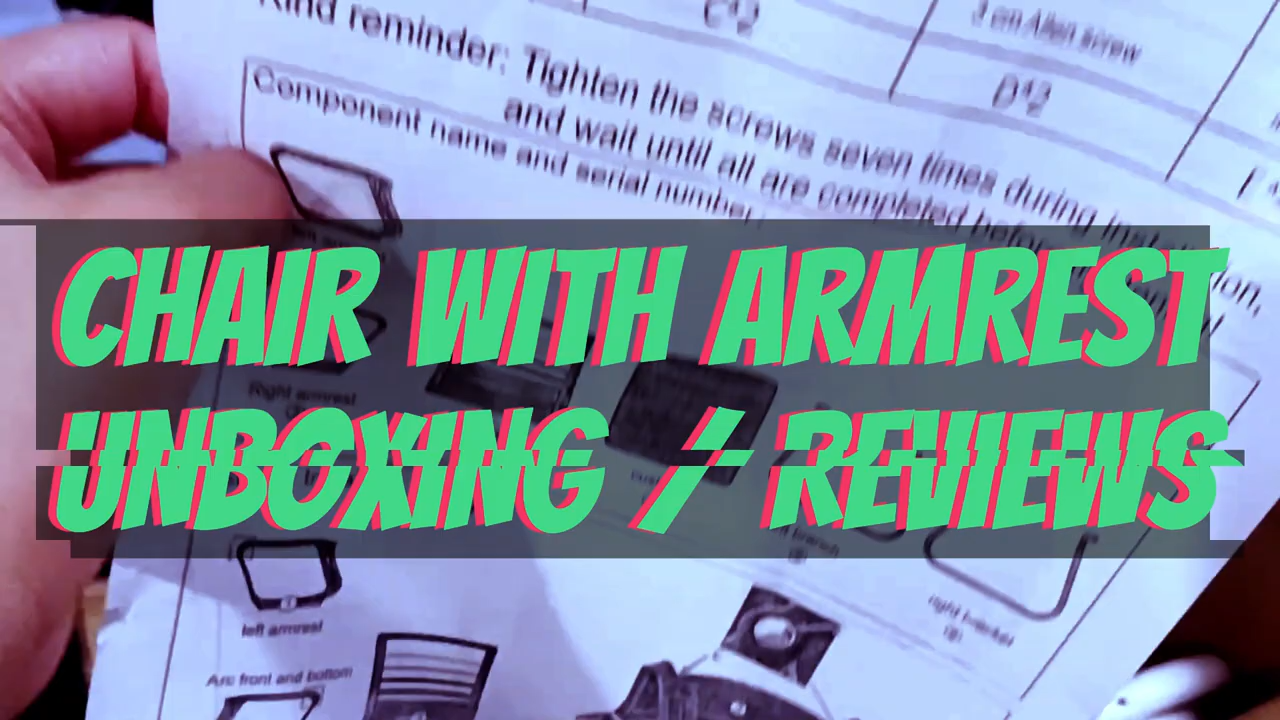 C*2
3 cm Allen screw
D*2
Kind reminder: Tighten the screws seven times during installation,
and wait until all are completed before
Component name and serial number
CHAIR WITH ARMREST
Right armrest
UNBOXING / REVIEWS
left armrest
right bracket
Arc front and bottom